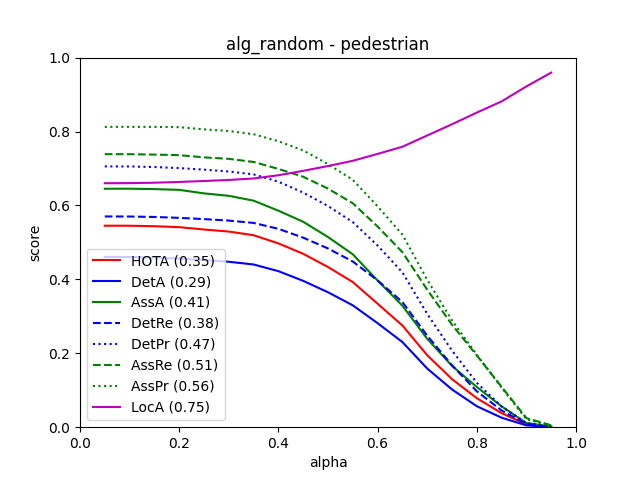 alg_random - pedestrian
1.0
0.8
0.6
0.4
0.2
0.0
score
HOTA (0.35)
DetA (0.29)
AssA (0.41)
DetRe (0.38)
DetPr (0.47)
AssRe (0.51)
AssPr (0.56)
LocA (0.75)
0.0 0.2 0.4 0.6 0.8 1.0
alpha